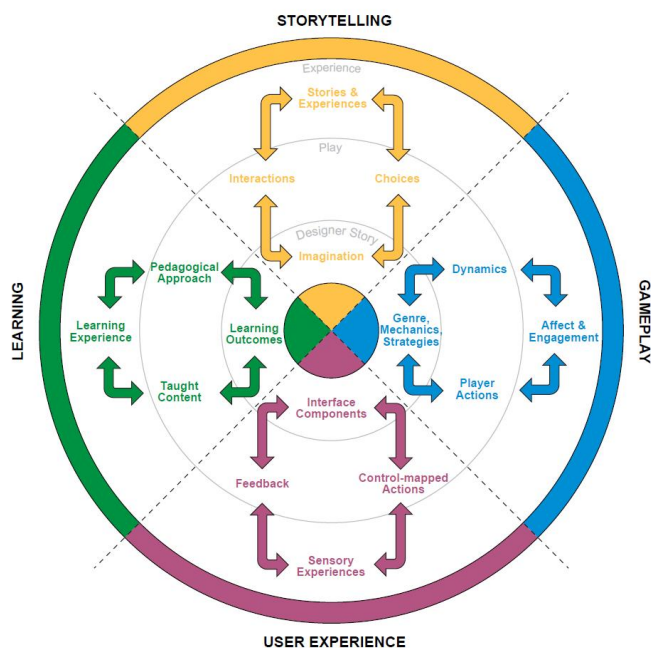 STORYTELLING
Experience
Stories &
Experiences
Play
Interactions
Choices
Designer Story
Imagination
LEARNING
Pedagogical
Approach
Learning
Experience
Learning
Outcomes
Taught
Content
GAMEPLAY
Dynamics
Genre,
Mechanics,
Strategies
Affect &
Engagement
Player
Actions
Interface
Components
Feedback
Control-mapped
Actions
Sensory
Experiences
USER EXPERIENCE